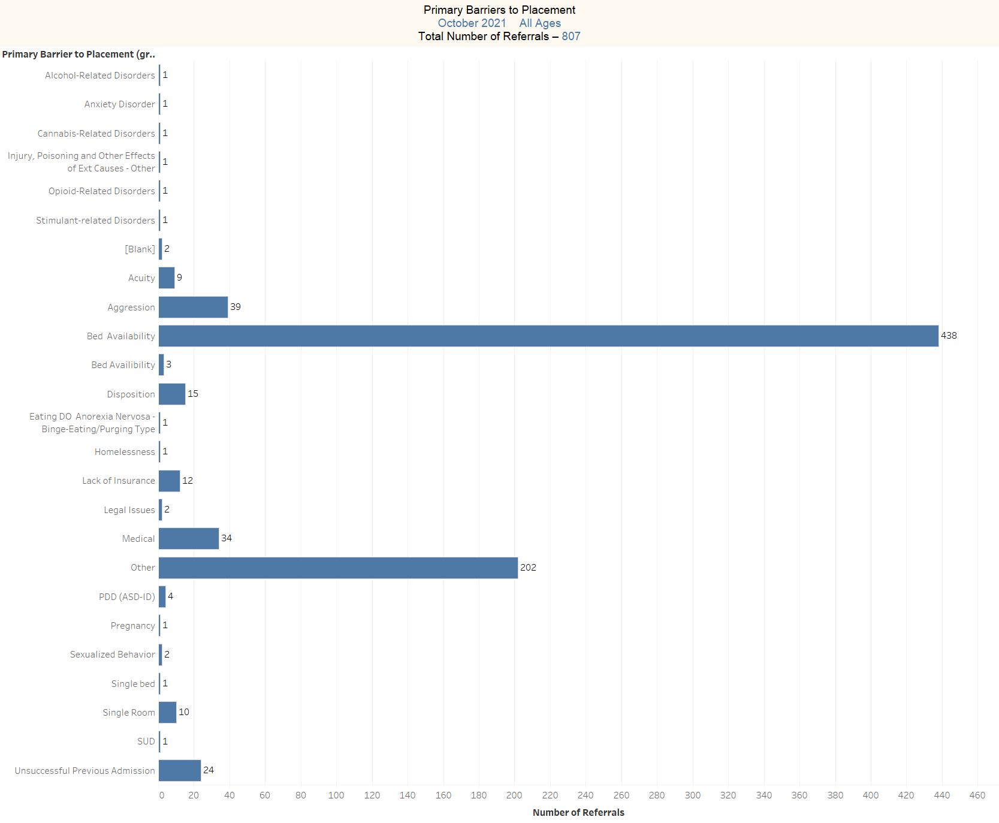 Primary Barriers to Placement
October 2021 All Ages
Total Number of Referrals – 807
Primary Barrier to Placement (gr..
Alcohol-Related Disorders 1
Anxiety Disorder 1
Cannabis-Related Disorders 1
Injury, Poisoning and Other Effects
of Ext Causes - Other 1
Opioid-Related Disorders 1
Stimulant-related Disorders 1
[Blank] 2
Acuity 9
Aggression 39
Bed  Availability 438
Bed Availibility 3
Disposition 15
Eating DO  Anorexia Nervosa -
Binge-Eating/Purging Type 1
Homelessness 1
Lack of Insurance 12
Legal Issues 2
Medical 34
Other 202
PDD (ASD-ID) 4
Pregnancy 1
Sexualized Behavior 2
Single bed 1
Single Room 10
SUD 1
Unsuccessful Previous Admission 24
0 20 40 60 80 100 120 140 160 180 200 220 240 260 280 300 320 340 360 380 400 420 440 460
Number of Referrals